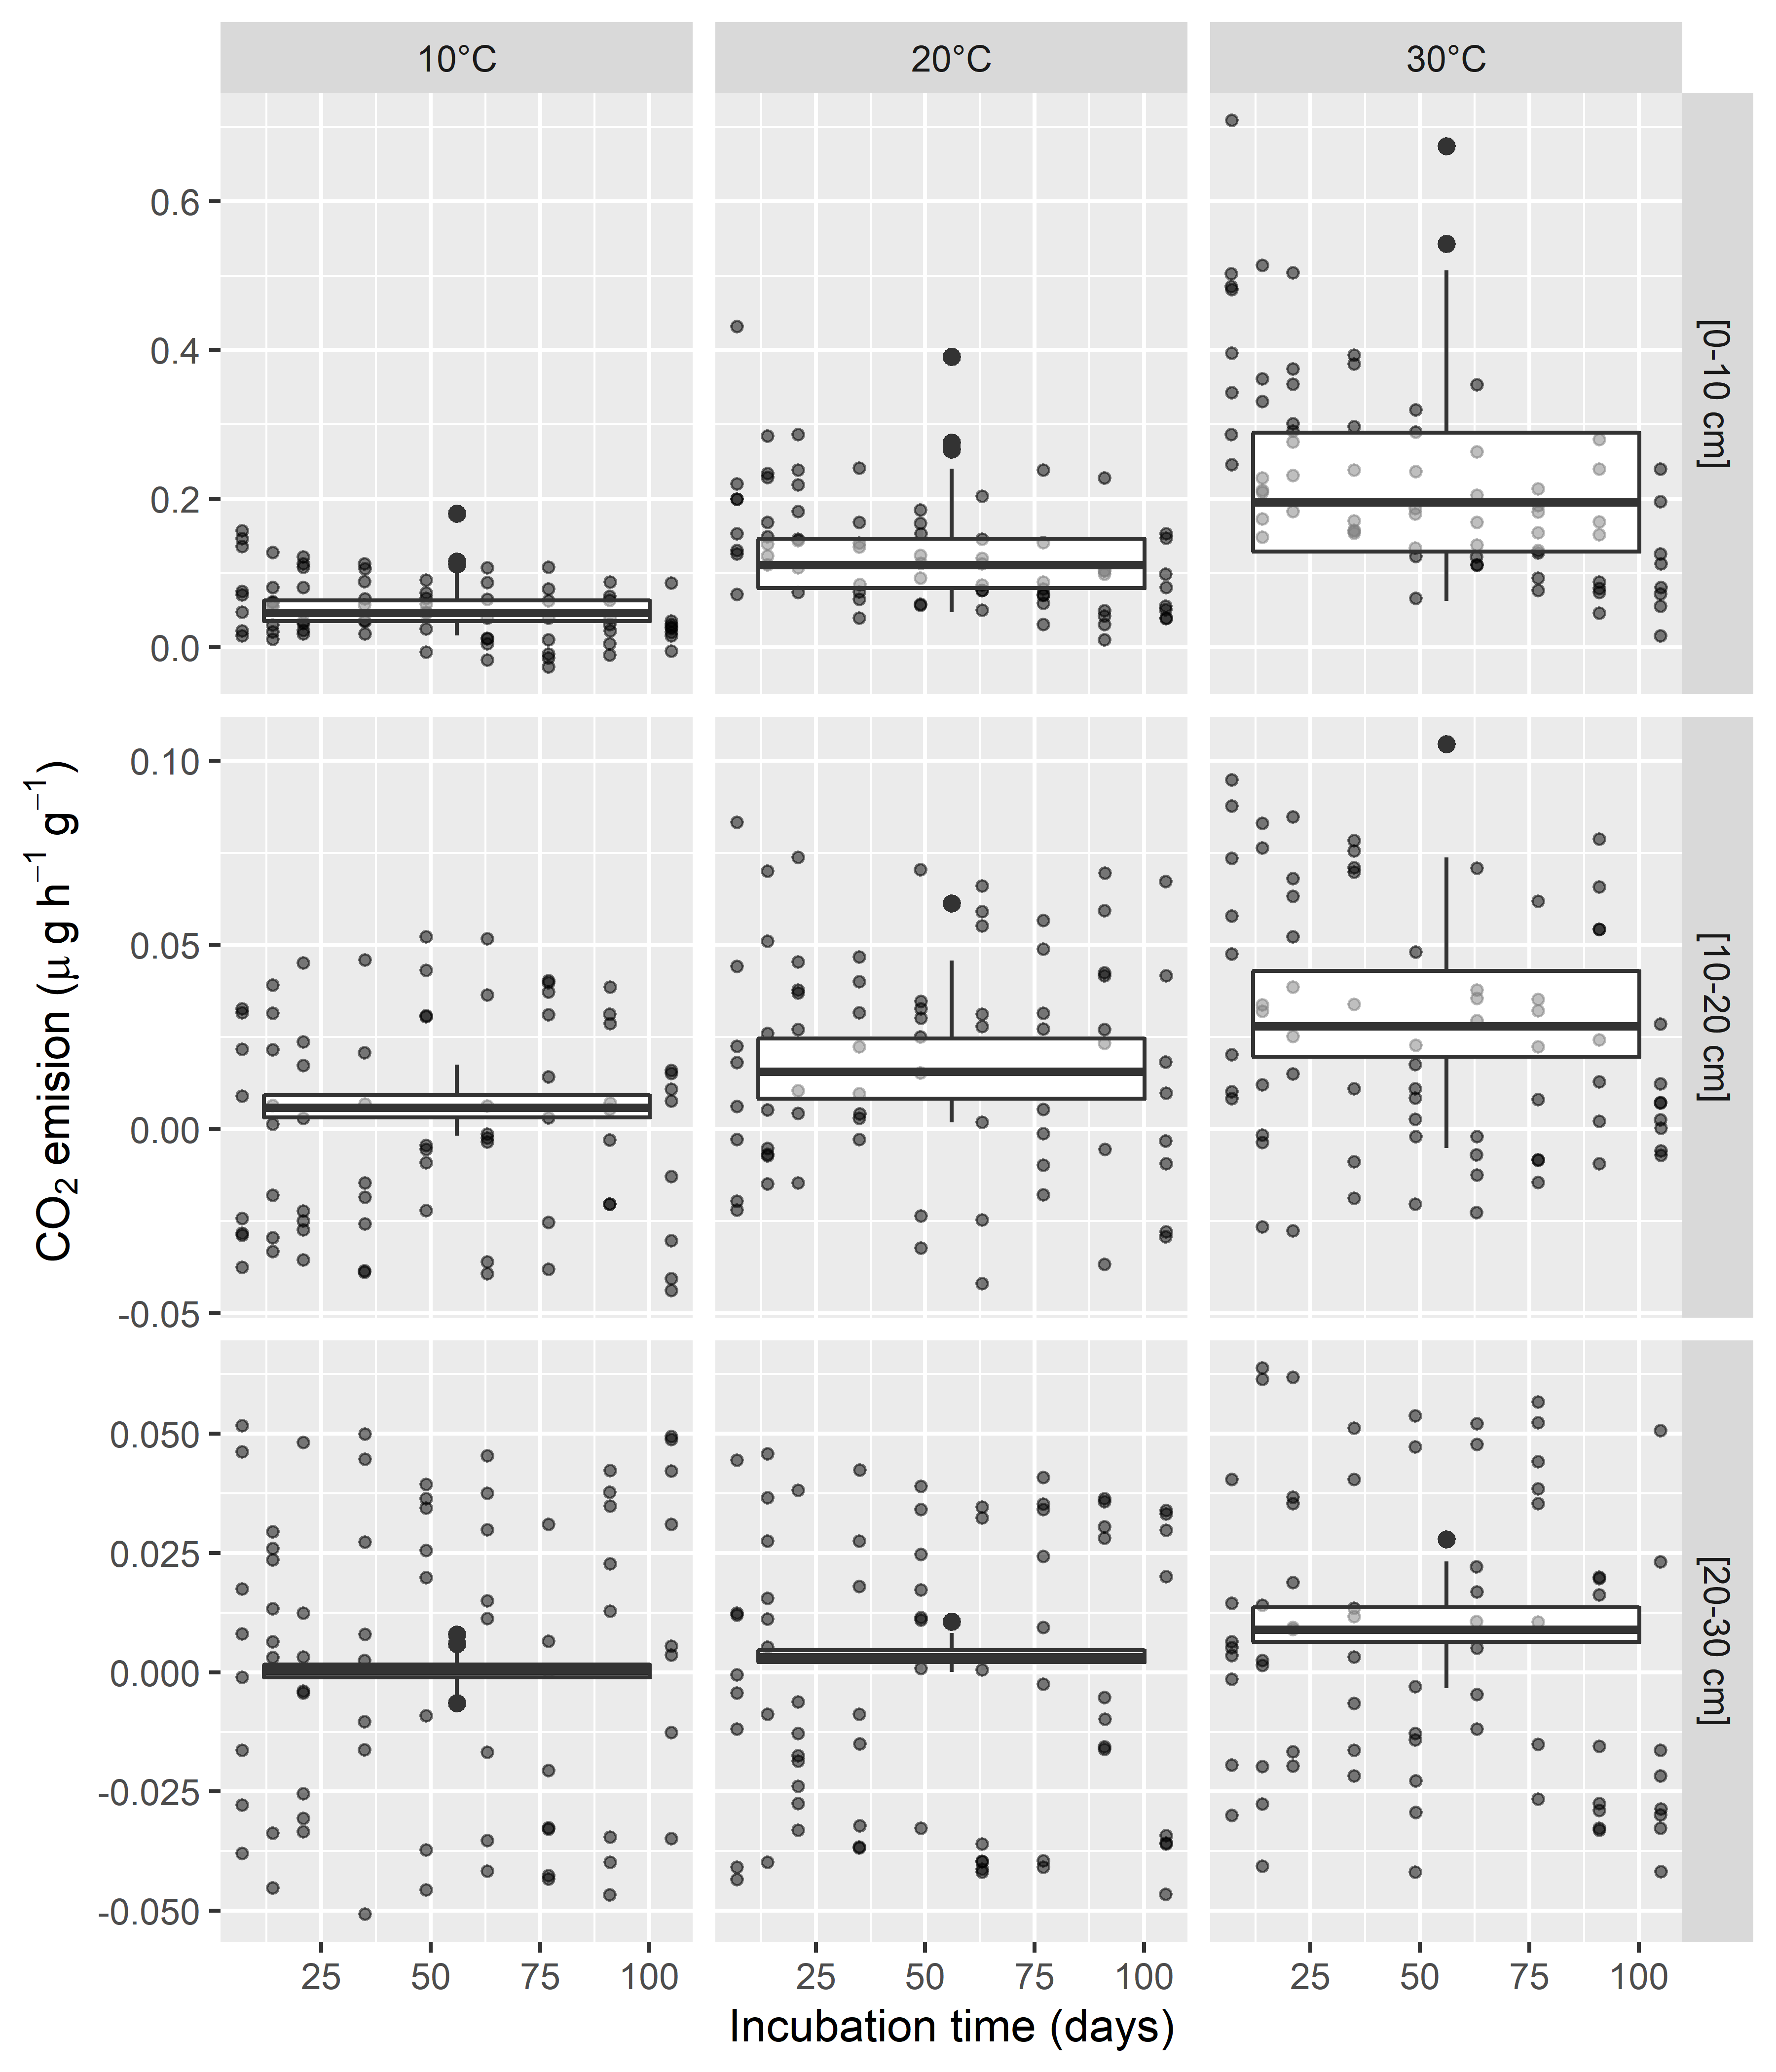 10°C 20°C 30°C
0.6
0.4
0.2
0.0
[0-10 cm]
0.10
0.05
0.00
-0.05
[10-20 cm]
0.050
0.025
0.000
-0.025
-0.050
[20-30 cm]
CO₂ emision (μ g h⁻¹ g⁻¹)
25 50 75 100 25 50 75 100 25 50 75 100
Incubation time (days)